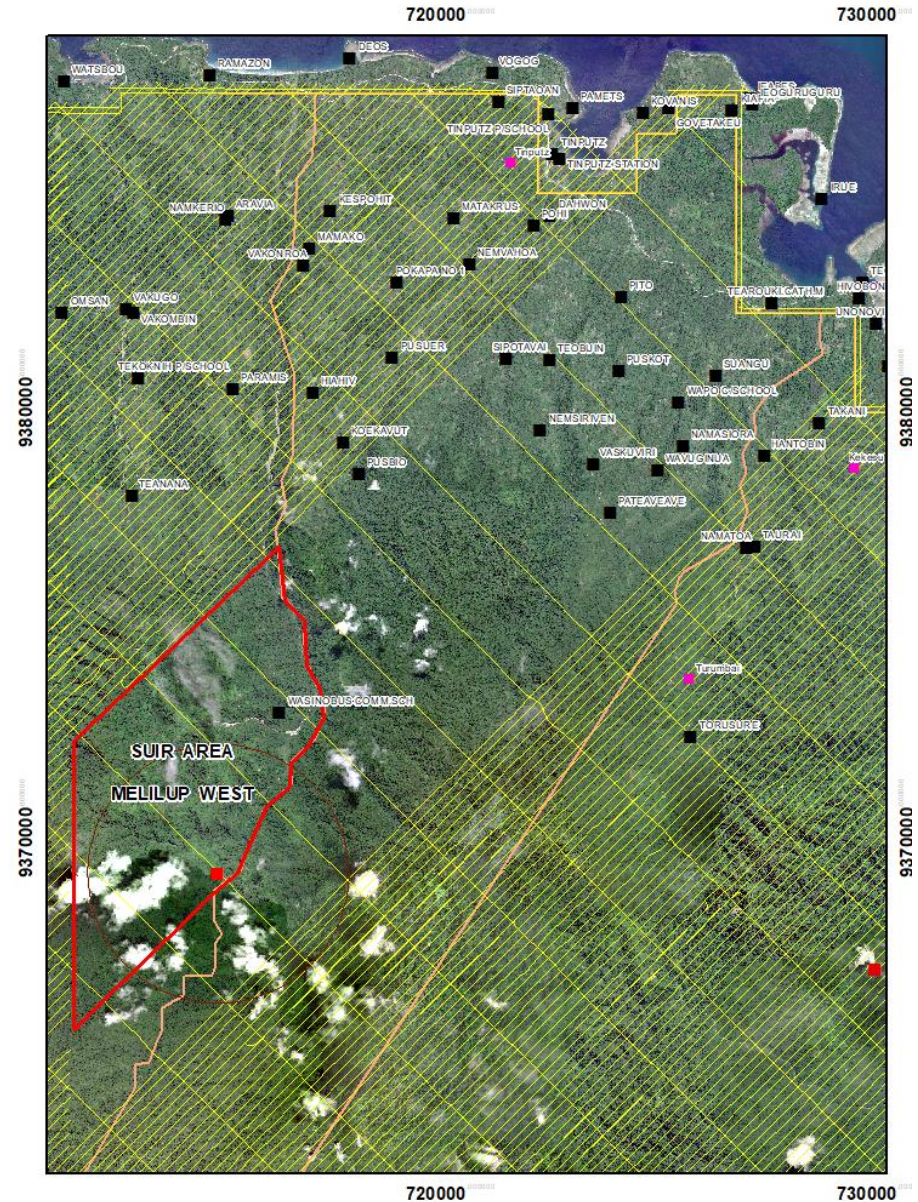 720000
730000
DEOS
RAMAZON
VOGOG
WATSBOU
SIPTAOAN
PAMETS
KOVANIS
GOVETAKEU
TINPUTZ P/SCHOOL
TINPUTZ
Tinputz
TINPUTZ-STATION
IRUE
NAMKERIO
ARAVIA
KESPOHIT
MATAKRUS
DAHWON
POHI
MAMAKO
VAKONROA
NEMVAHOA
POKAPA NO 1
PITO
TEAROUKI CATH.M
HIVOBON
OMSAN
VAKUGO
VAKOMBIN
UNONOVI
PUSUER
SIPOTAVAI
TEOBUIN
PUSKOT
SUANGU
TEKOKNIH P/SCHOOL
PARAMIS
HIAHIV
WAPO C/SCHOOL
9380000
9380000
TAKANI
KOEKAVUT
NEMSIRIVEN
NAMASIORA
HANTOBIN
PUSBIO
VASKUVIRI
WAVUGINUA
Kekesu
TEANANA
PATEAVEAVE
NAMATOA
TAURAI
Turumbai
WASINOBUS-COMM.SCH
TORUSURE
SUIR AREA
MELILUP WEST
9370000
9370000
720000
730000